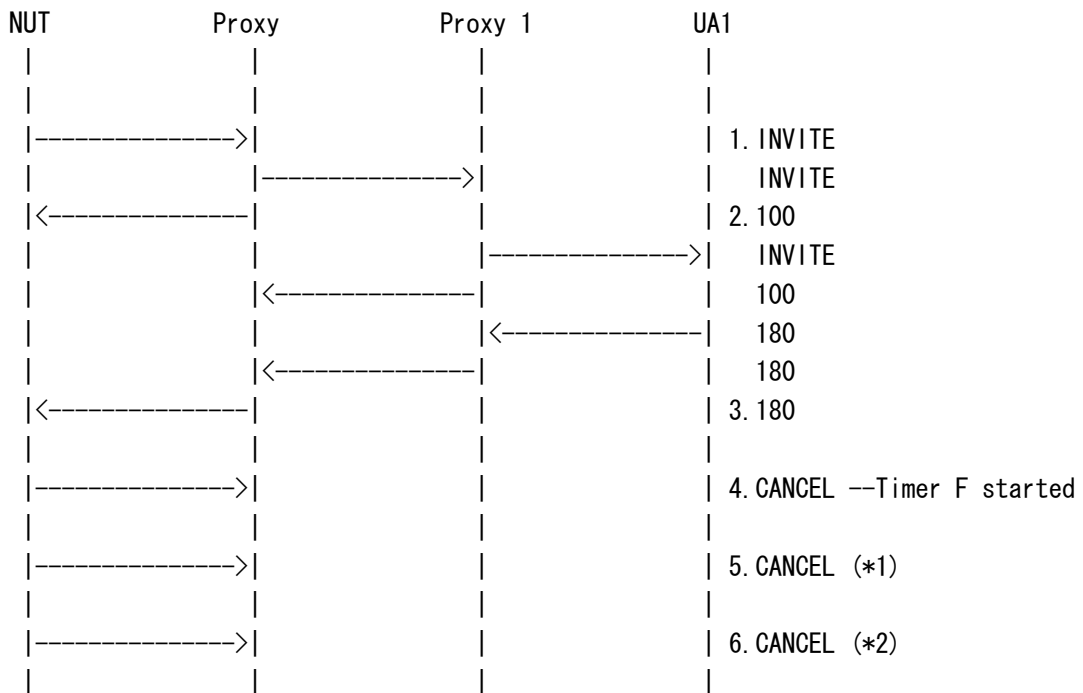 NUT Proxy Proxy 1 UA1
1. INVITE
INVITE
2. 100
INVITE
100
180
180
3. 180
4. CANCEL --Timer F started
5. CANCEL (*1)
6. CANCEL (*2)